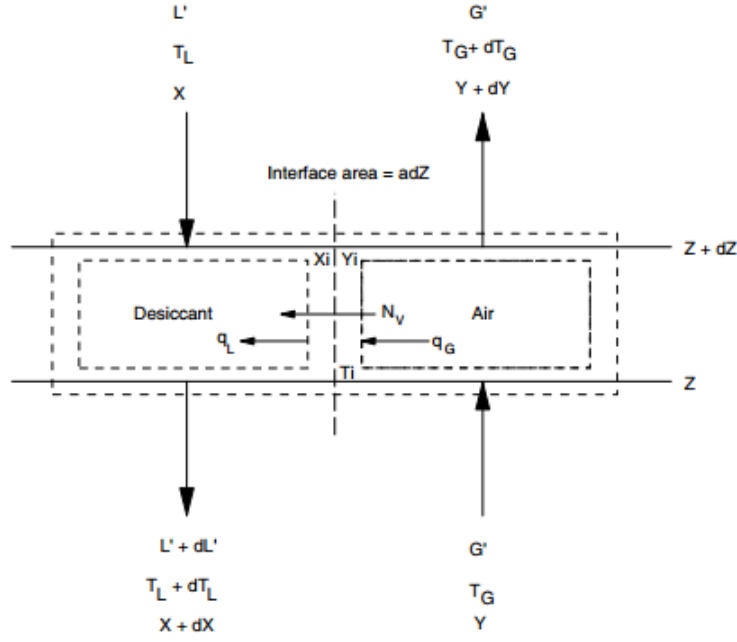 L' G'
T_L T_G+ dT_G
X Y + dY
Interface area = adZ
Z + dZ
Xi Yi
Desiccant N_V Air
q_L q_G
Ti
Z
L' + dL' G'
T_L + dT_L T_G
X + dX Y